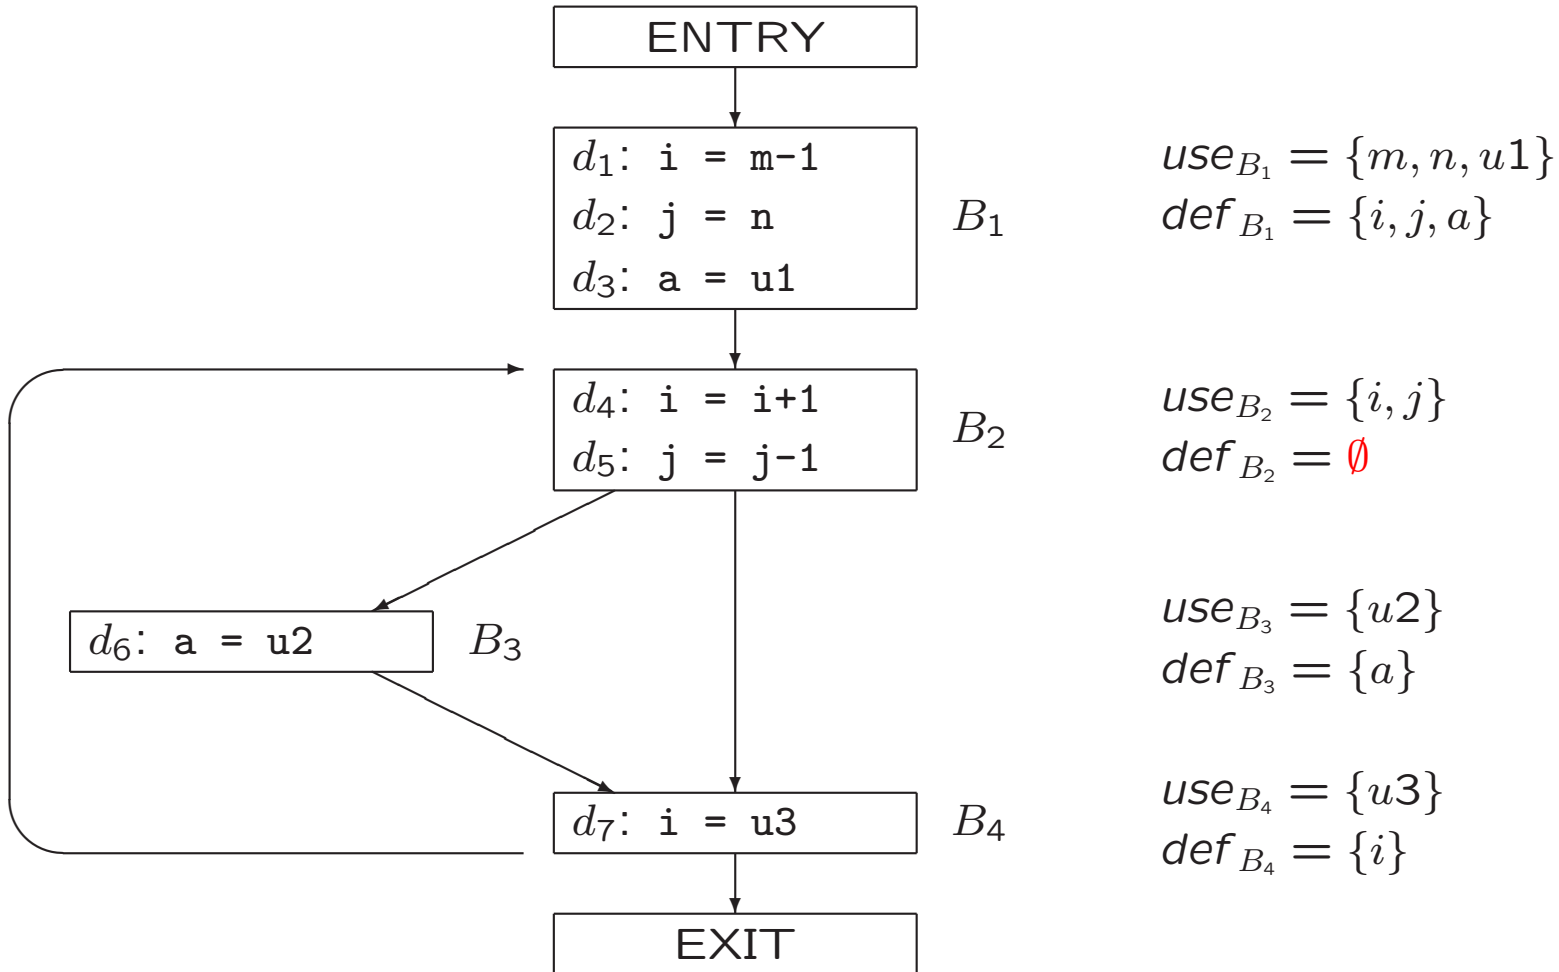 ENTRY
d₁: i = m-1
d₂: j = n
d₃: a = u1
B₁
use_B₁ = {m, n, u1}
def_B₁ = {i, j, a}
d₄: i = i+1
d₅: j = j-1
B₂
use_B₂ = {i, j}
def_B₂ = ∅
d₆: a = u2
B₃
use_B₃ = {u2}
def_B₃ = {a}
d₇: i = u3
B₄
use_B₄ = {u3}
def_B₄ = {i}
EXIT